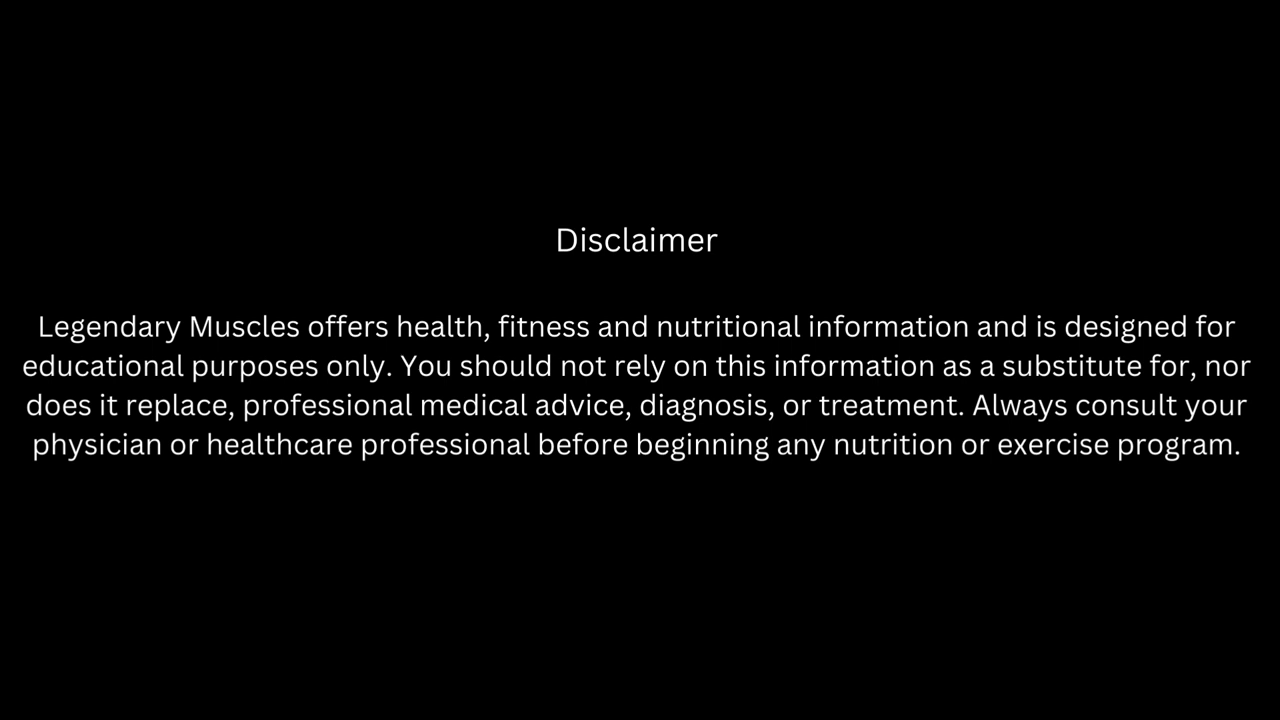 Disclaimer
Legendary Muscles offers health, fitness and nutritional information and is designed for
educational purposes only. You should not rely on this information as a substitute for, nor
does it replace, professional medical advice, diagnosis, or treatment. Always consult your
physician or healthcare professional before beginning any nutrition or exercise program.